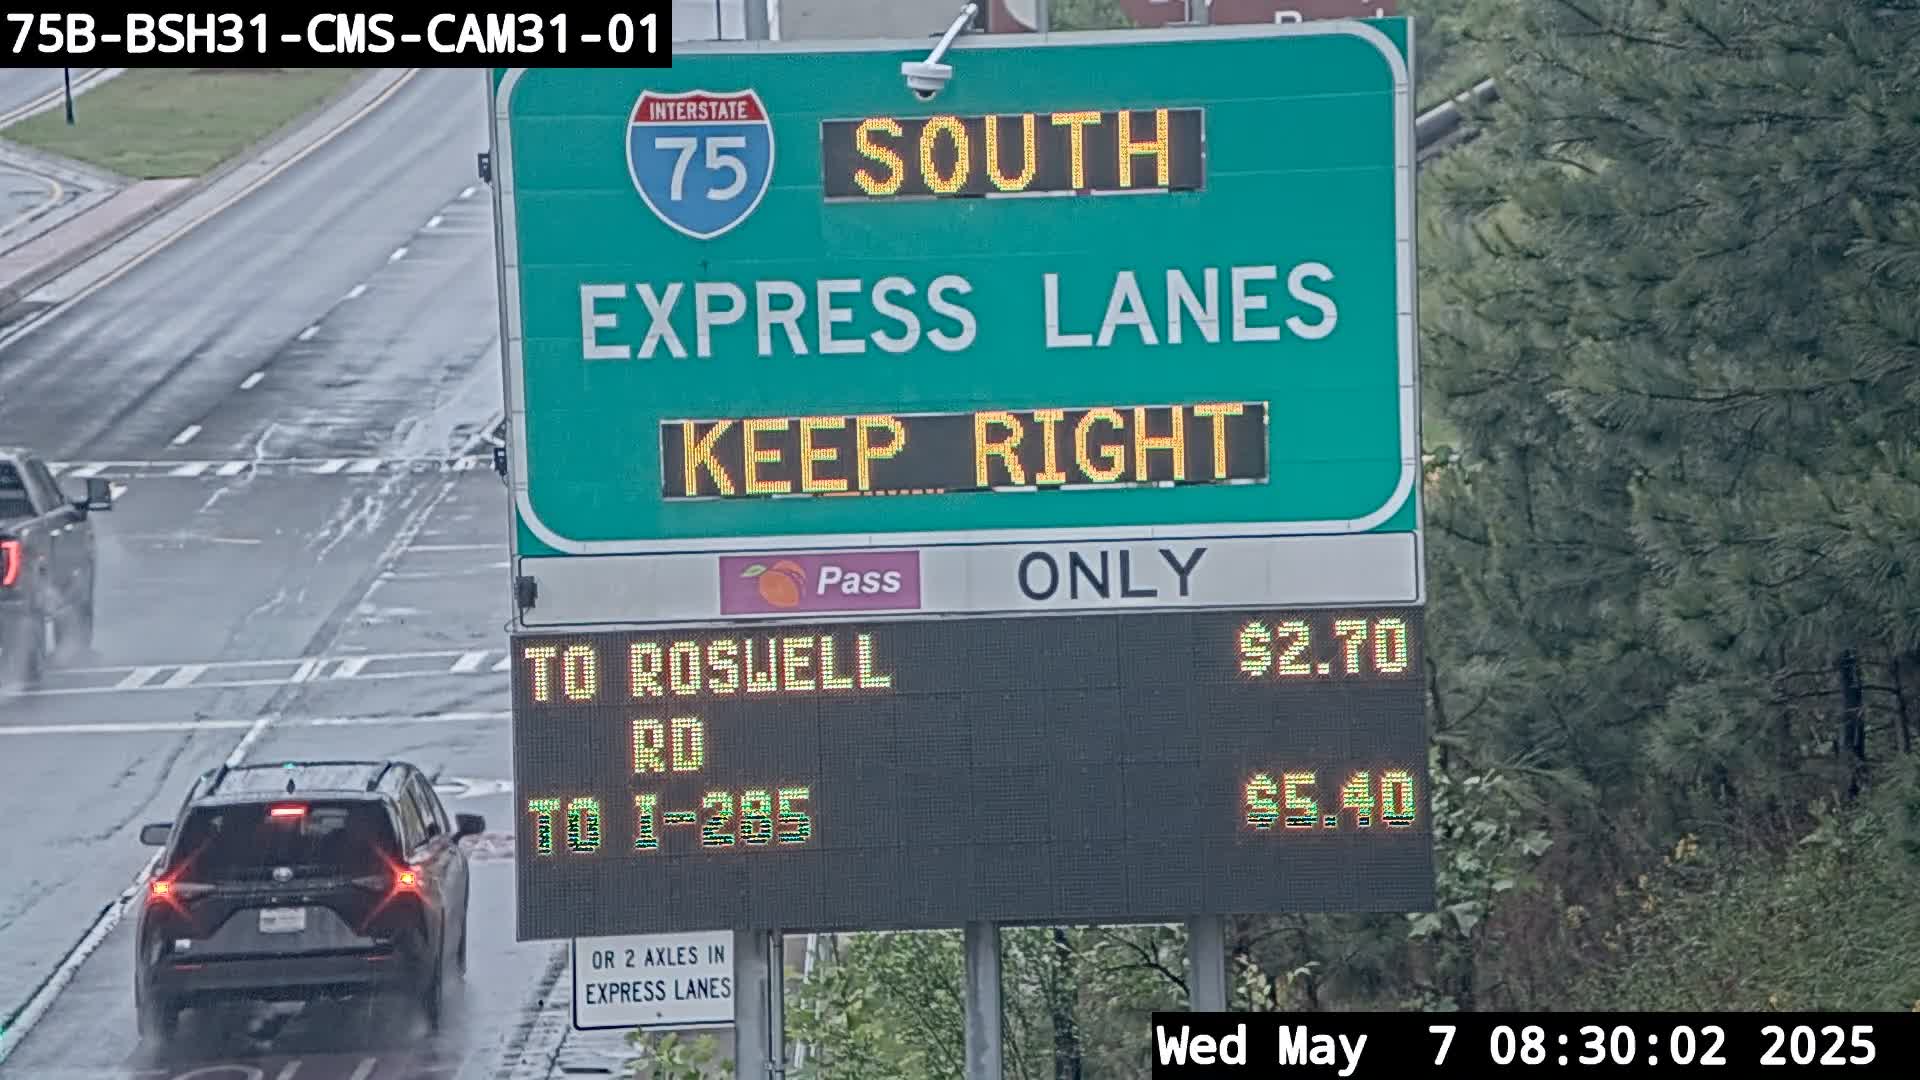 75B-BSH31-CMS-CAM31-01
INTERSTATE
75
SOUTH
EXPRESS LANES
KEEP RIGHT
Pass ONLY
TO ROSWELL $2.70
RD
TO I-285 $5.40
OR 2 AXLES IN
EXPRESS LANES
Wed May 7 08:30:02 2025